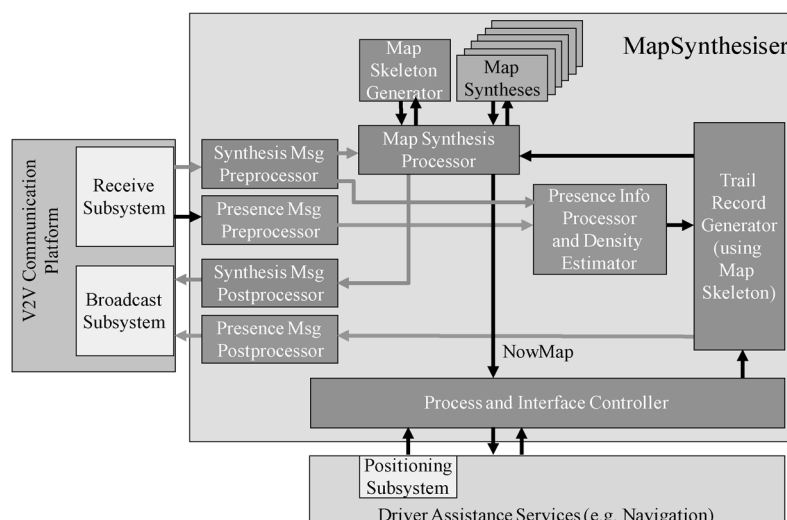 MapSynthesiser
Map
Skeleton
Generator
Map
Syntheses
Map Synthesis
Processor
V2V Communication
Platform
Receive
Subsystem
Broadcast
Subsystem
Synthesis Msg
Preprocessor
Presence Msg
Preprocessor
Synthesis Msg
Postprocessor
Presence Msg
Postprocessor
Presence Info
Processor
and Density
Estimator
Trail
Record
Generator
(using
Map
Skeleton)
NowMap
Process and Interface Controller
Positioning
Subsystem
Driver Assistance Services (e.g. Navigation)